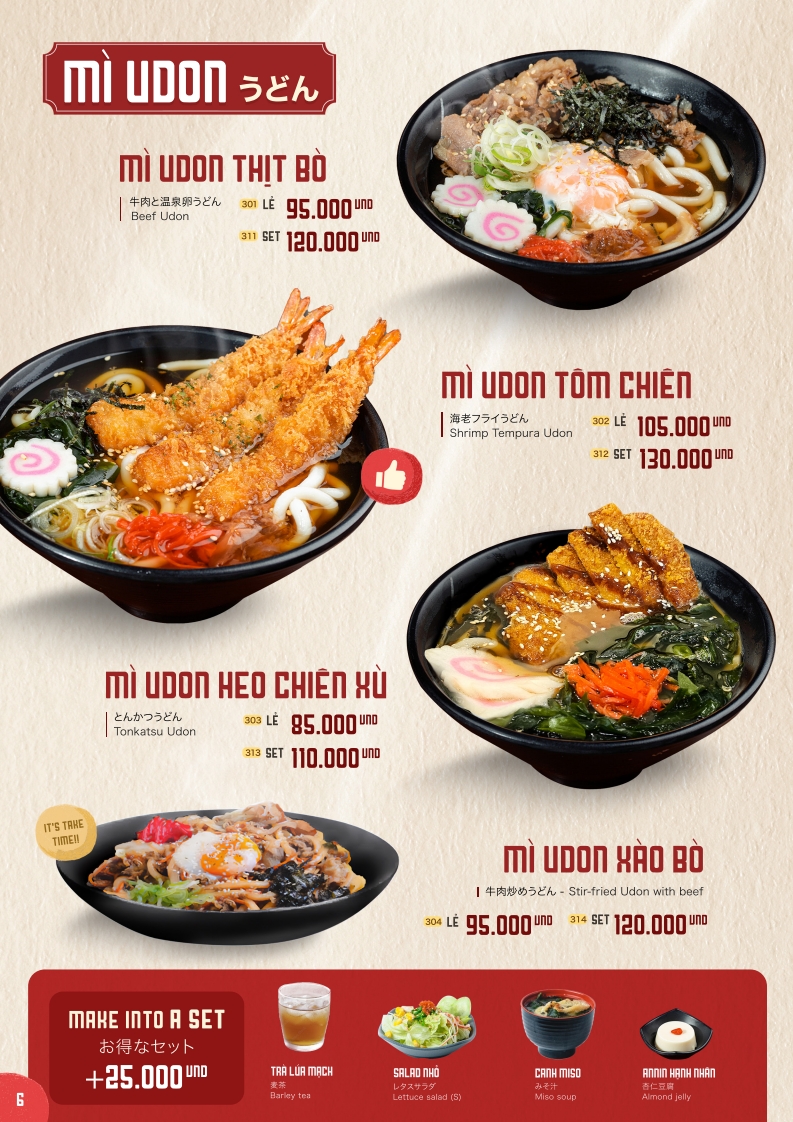 MÌ UDON うどん
MÌ UDON THỊT BÒ
牛肉と温泉卵うどん
Beef Udon
301 LẺ 95.000 VND
311 SET 120.000 VND
MÌ UDON TÔM CHIÊN
海老フライうどん
Shrimp Tempura Udon
302 LẺ 105.000 VND
312 SET 130.000 VND
MÌ UDON HEO CHIÊN XÙ
とんかつうどん
Tonkatsu Udon
303 LẺ 85.000 VND
313 SET 110.000 VND
IT'S TAKE
TIME!!
MÌ UDON XÀO BÒ
牛肉炒めうどん - Stir-fried Udon with beef
304 LẺ 95.000 VND 314 SET 120.000 VND
MAKE INTO A SET
お得なセット
+25.000 VND
TRÀ LÚA MẠCH
麦茶
Barley tea
SALAD NHỎ
レタスサラダ
Lettuce salad (S)
CANH MISO
みそ汁
Miso soup
ANNIN HẠNH NHÂN
杏仁豆腐
Almond jelly
6